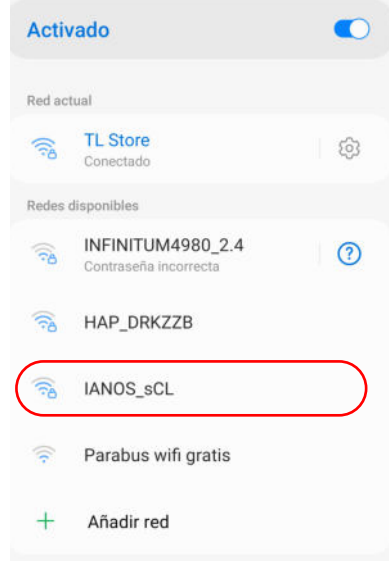 Activado
Red actual
TL Store
Conectado
Redes disponibles
INFINITUM4980_2.4
Contraseña incorrecta
HAP_DRKZZB
IANOS_sCL
Parabus wifi gratis
Añadir red